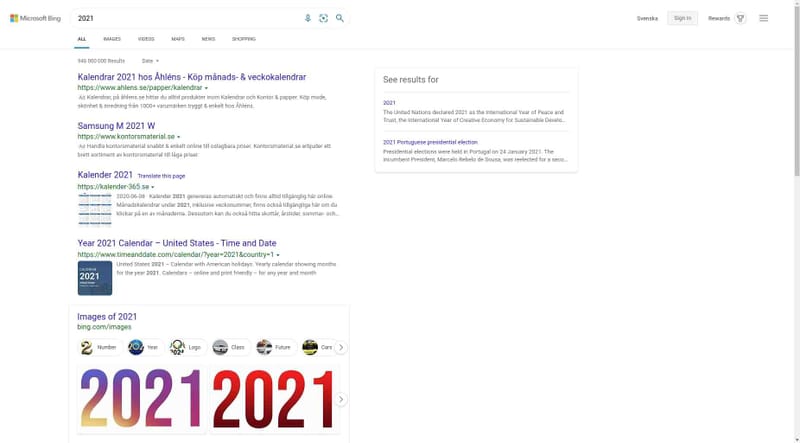 Microsoft Bing
2021
Svenska
Sign in
Rewards
ALL
IMAGES
VIDEOS
MAPS
NEWS
SHOPPING
946 000 000 Results
Date
Kalendrar 2021 hos Åhléns - Köp månads- & veckokalendrar
https://www.ahlens.se/papper/kalendrar
Ad Kalendrar, på åhlens.se hittar du alltid produkter inom Kalendrar och Kontor & papper. Köp mode,
skönhet & inredning från 1000+ varumärken tryggt & enkelt hos Åhléns.
Samsung M 2021 W
https://www.kontorsmaterial.se
Ad Handla kontorsmaterial snabbt & enkelt online till oslagbara priser. Kontorsmaterial.se erbjuder ett
brett sortiment av kontorsmaterial till låga priser
Kalender 2021 Translate this page
https://kalender-365.se
2020-06-08 · Kalender 2021 genereras automatiskt och finns alltid tillgänglig här online
Månadskalendrar under 2021, inklusive veckonummer, finns också tillgängliga här om du
klickar på en av månaderna. Dessutom kan du också hitta skottår, årstider, sommar- och...
Year 2021 Calendar – United States - Time and Date
https://www.timeanddate.com/calendar/?year=2021&country=1
CALENDAR
2021
United States 2021 – Calendar with American holidays. Yearly calendar showing months
for the year 2021. Calendars – online and print friendly – for any year and month
Images of 2021
bing.com/images
Number
Year
Logo
Class
Future
Cars
2021
2021
See results for
2021
The United Nations declared 2021 as the International Year of Peace and
Trust, the International Year of Creative Economy for Sustainable Develo...
2021 Portuguese presidential election
Presidential elections were held in Portugal on 24 January 2021. The
incumbent President, Marcelo Rebelo de Sousa, was reelected for a seco...